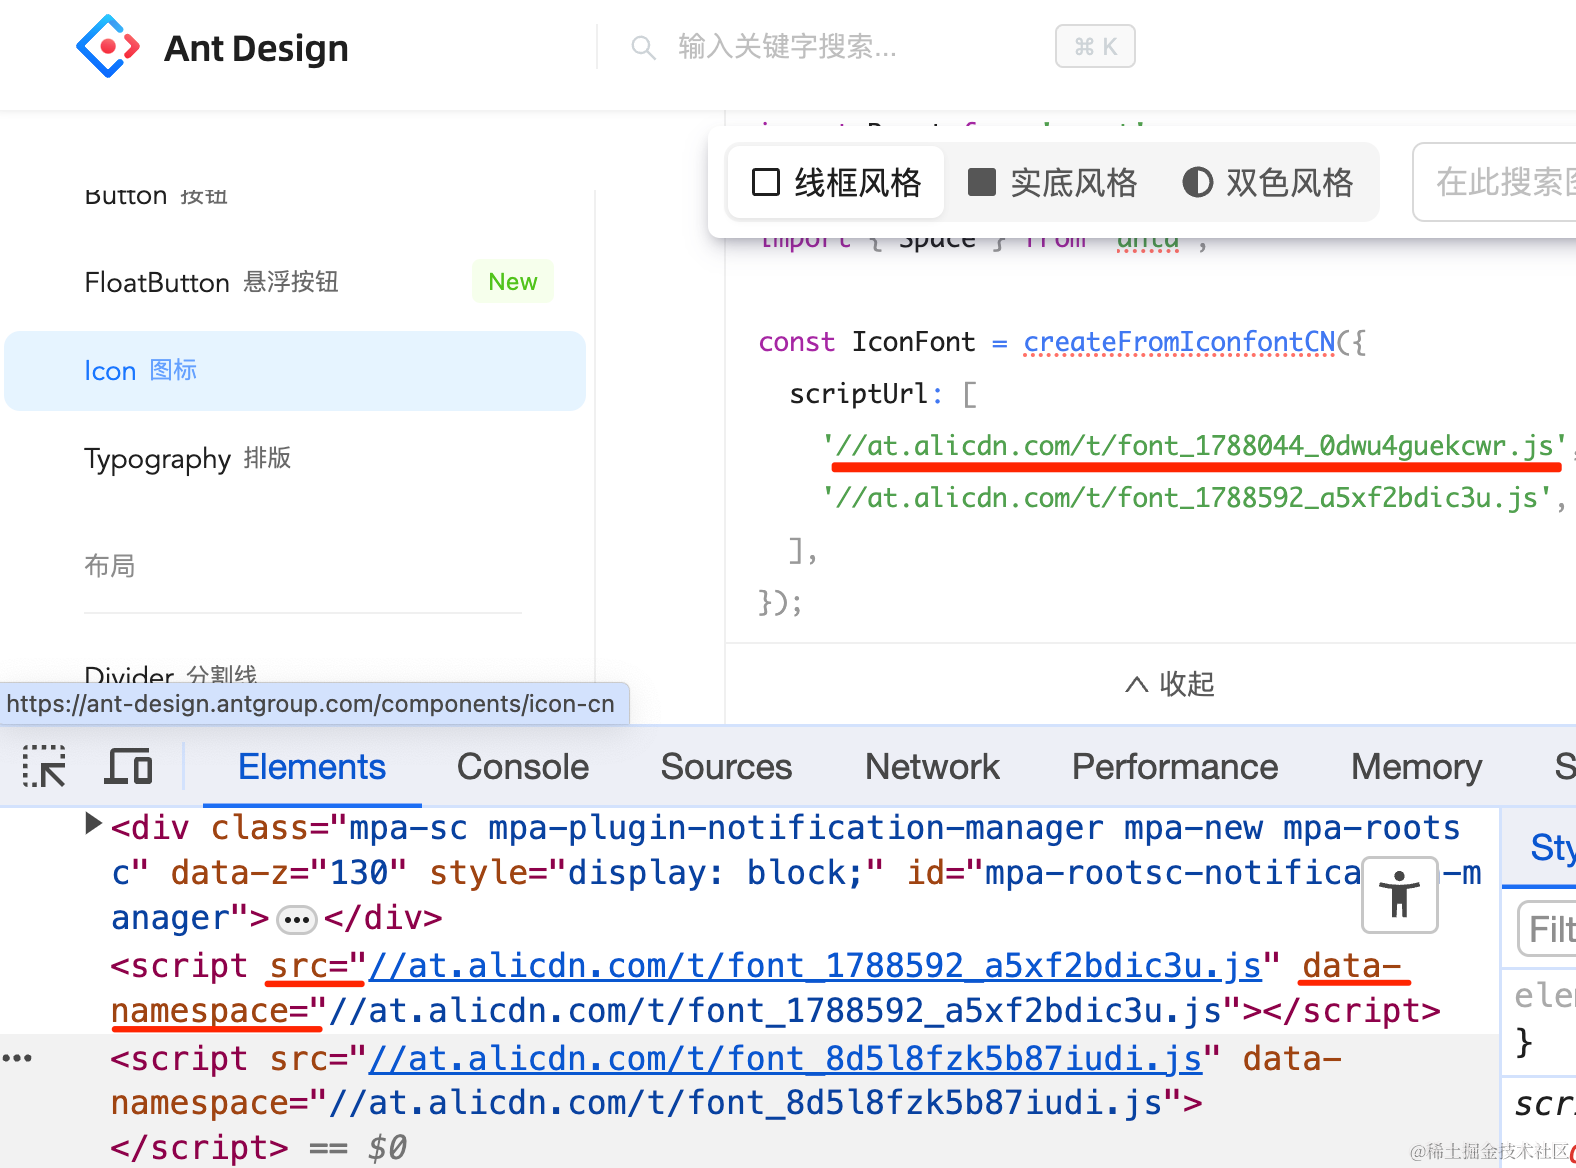 Ant Design
输入关键字搜索...
⌘ K
Button 按钮
FloatButton 悬浮按钮 New
Icon 图标
Typography 排版
布局
Divider 分割线
https://ant-design.antgroup.com/components/icon-cn
线框风格 实底风格 双色风格
在此搜索图
import { Space } from 'antd';
const IconFont = createFromIconfontCN({
scriptUrl: [
'//at.alicdn.com/t/font_1788044_0dwu4guekcwr.js',
'//at.alicdn.com/t/font_1788592_a5xf2bdic3u.js',
],
});
收起
Elements Console Sources Network Performance Memory S
<div class="mpa-sc mpa-plugin-notification-manager mpa-new mpa-roots
c" data-z="130" style="display: block;" id="mpa-rootsc-notifica -m
anager">…</div>
<script src="//at.alicdn.com/t/font_1788592_a5xf2bdic3u.js" data-
namespace="//at.alicdn.com/t/font_1788592_a5xf2bdic3u.js"></script>
<script src="//at.alicdn.com/t/font_8d5l8fzk5b87iudi.js" data-
namespace="//at.alicdn.com/t/font_8d5l8fzk5b87iudi.js">
</script> == $0
Sty
Filt
elem
}
scri
@稀土掘金技术社区